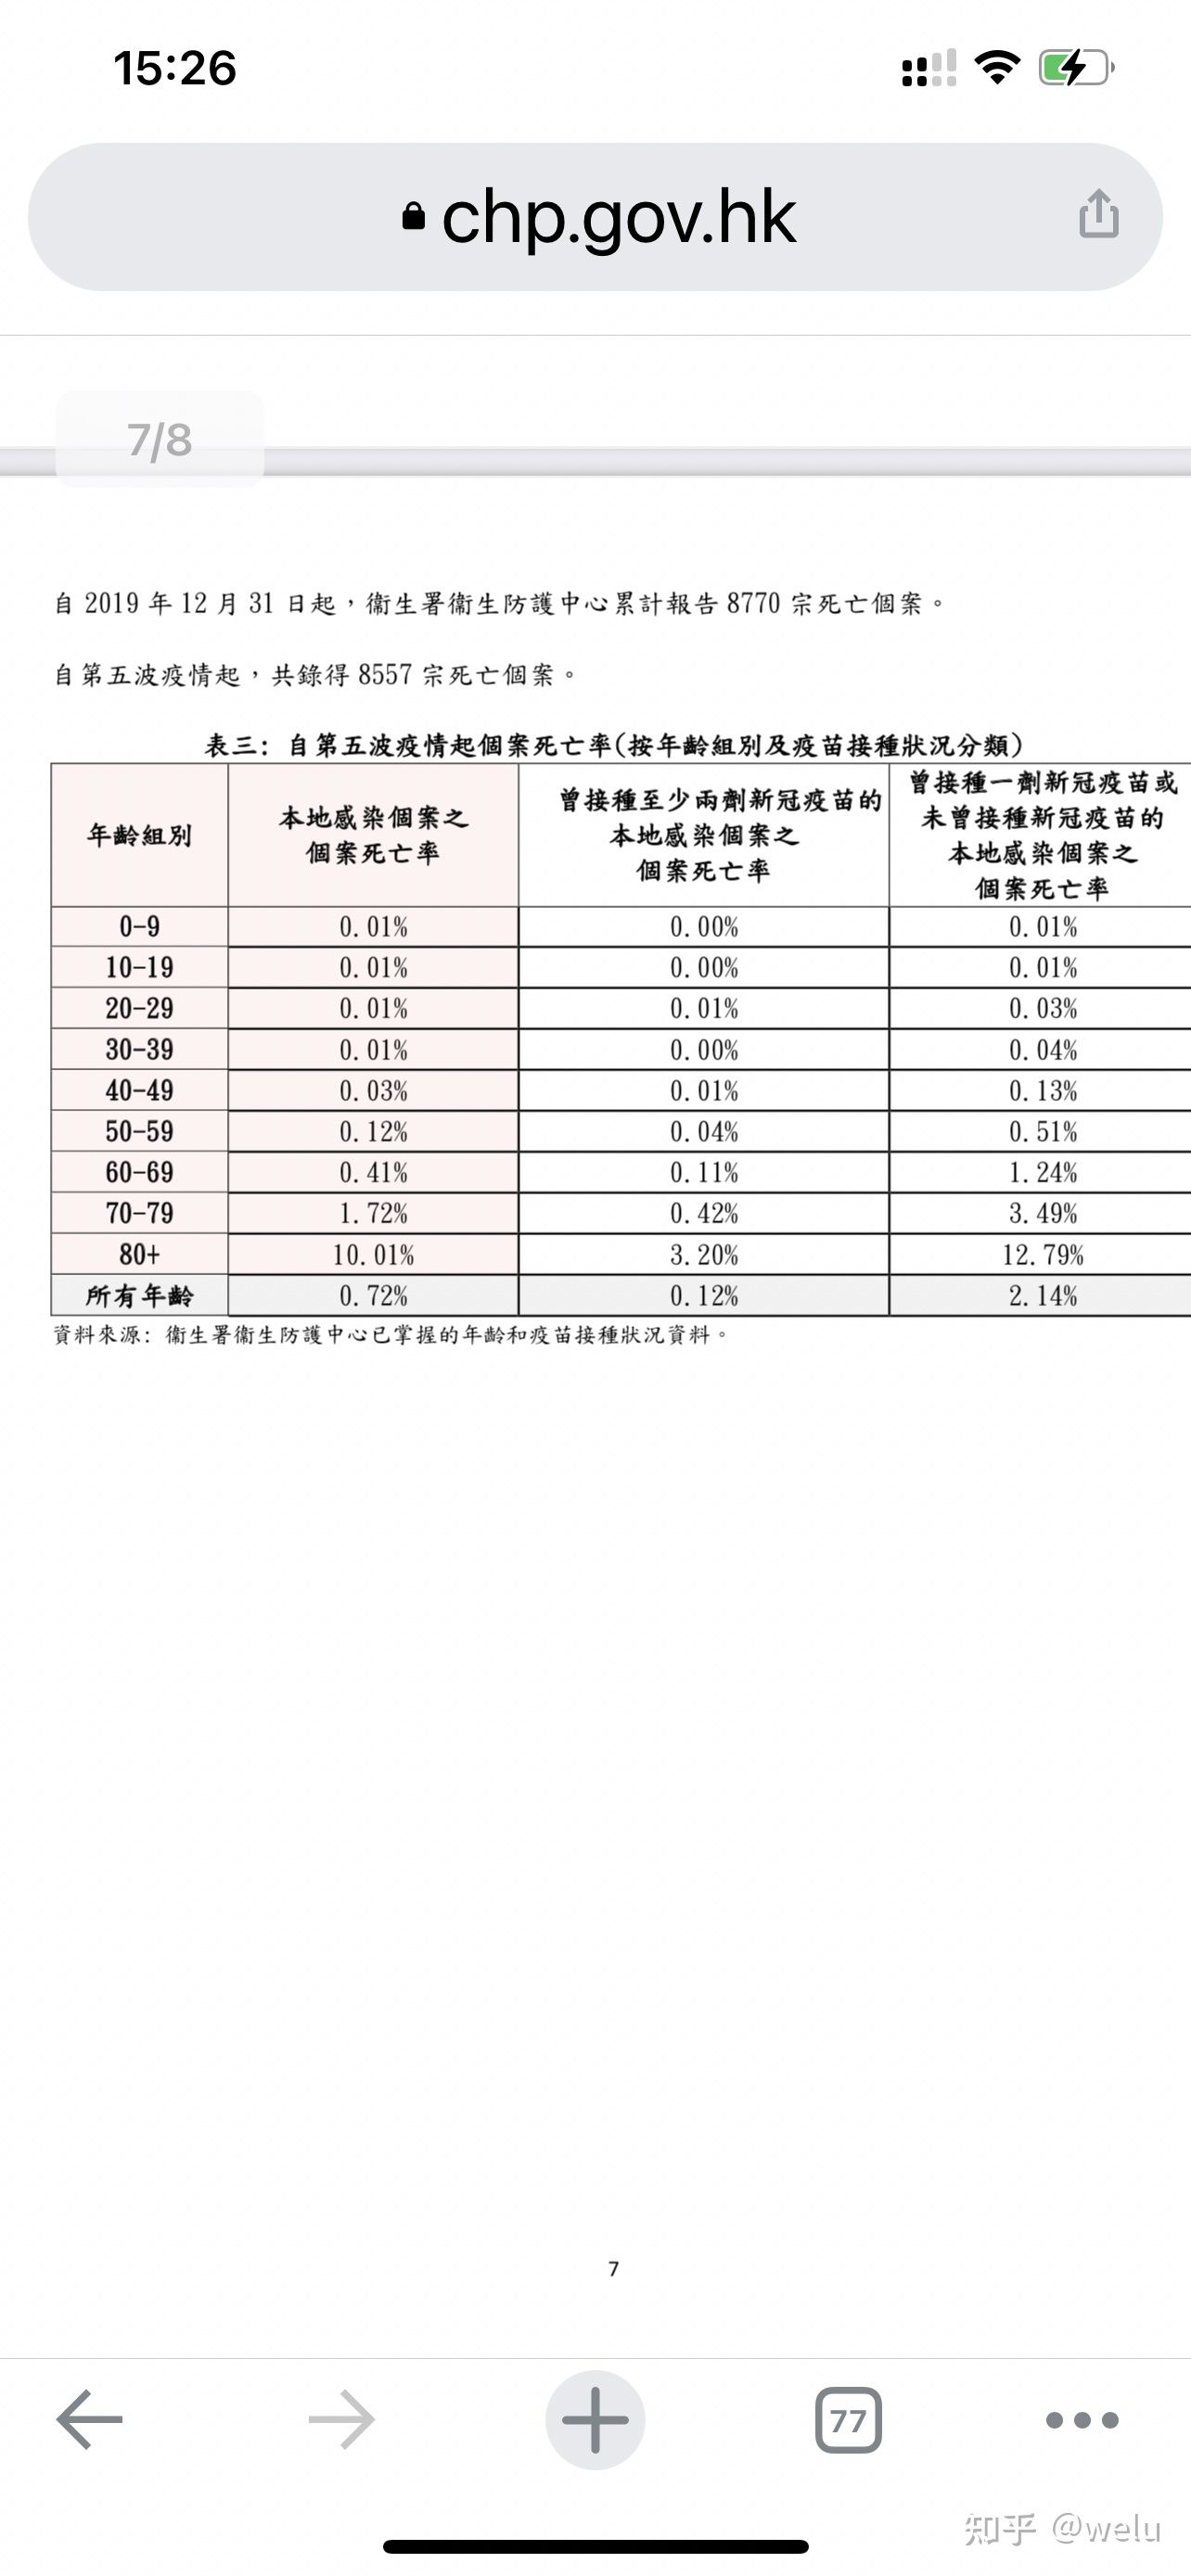 15:26
chp.gov.hk
7/8
自 2019 年 12 月 31 日起，衞生署衞生防護中心累計報告 8770 宗死亡個案。
自第五波疫情起，共錄得 8557 宗死亡個案。
表三: 自第五波疫情起個案死亡率(按年齡組別及疫苗接種狀況分類)
年齡組別
本地感染個案之
個案死亡率
曾接種至少兩劑新冠疫苗的
本地感染個案之
個案死亡率
曾接種一劑新冠疫苗或
未曾接種新冠疫苗的
本地感染個案之
個案死亡率
0-9 0.01% 0.00% 0.01%
10-19 0.01% 0.00% 0.01%
20-29 0.01% 0.01% 0.03%
30-39 0.01% 0.00% 0.04%
40-49 0.03% 0.01% 0.13%
50-59 0.12% 0.04% 0.51%
60-69 0.41% 0.11% 1.24%
70-79 1.72% 0.42% 3.49%
80+ 10.01% 3.20% 12.79%
所有年齡 0.72% 0.12% 2.14%
資料來源: 衞生署衞生防護中心已掌握的年齡和疫苗接種狀況資料。
7
77
知乎 @welu